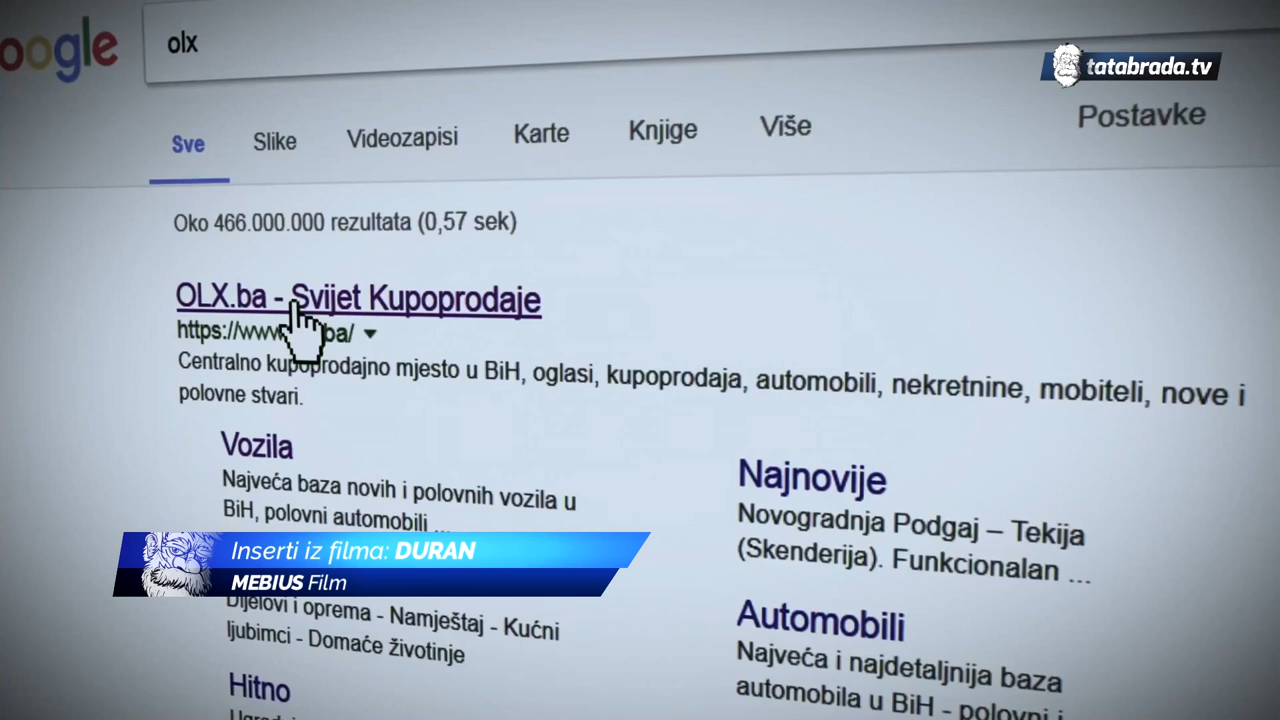 oogle
olx
tatabrada.tv
Sve Slike Videozapisi Karte Knjige Više Postavke
Oko 466.000.000 rezultata (0,57 sek)
OLX.ba - Svijet Kupoprodaje
https://www ba/
Centralno kupoprodajno mjesto u BiH, oglasi, kupoprodaja, automobili, nekretnine, mobiteli, nove i
polovne stvari.
Vozila
Najveća baza novih i polovnih vozila u
BiH, polovni automobili ...
Najnovije
Novogradnja Podgaj – Tekija
(Skenderija). Funkcionalan ...
Inserti iz filma: DURAN
MEBIUS Film
Dijelovi i oprema - Namještaj - Kućni
ljubimci - Domaće životinje
Automobili
Najveća i najdetaljnija baza
automobila u BiH - polovni i
Hitno